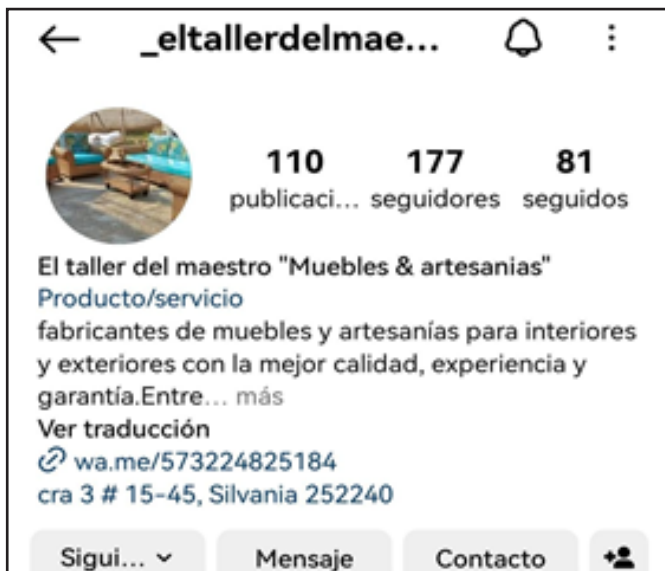 _eltallerdelmae...
110 177 81
publicaci... seguidores seguidos
El taller del maestro "Muebles & artesanias"
Producto/servicio
fabricantes de muebles y artesanías para interiores
y exteriores con la mejor calidad, experiencia y
garantía.Entre... más
Ver traducción
wa.me/573224825184
cra 3 # 15-45, Silvania 252240
Sigui... Mensaje Contacto